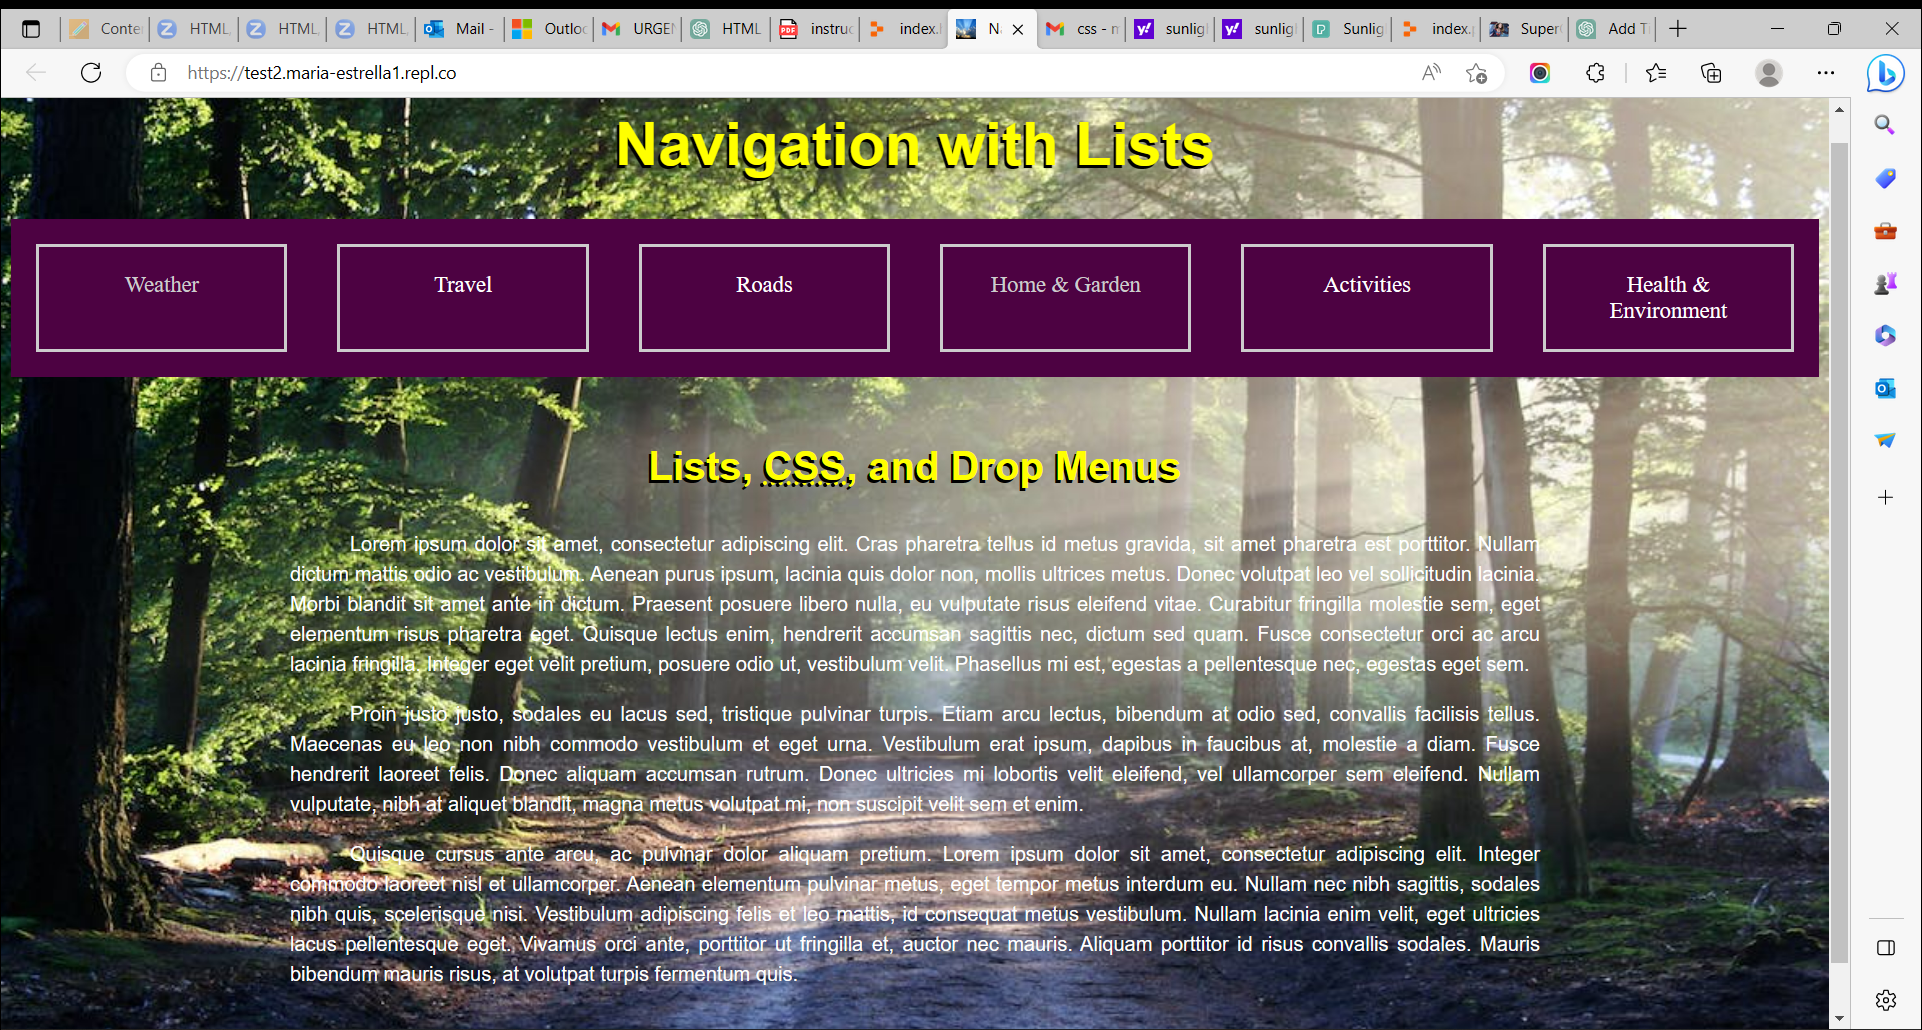 Conte
HTML,
HTML,
HTML,
Mail -
Outloo
URGEN
HTML
instruc
index.h
Na
css - n
sunligh
sunligh
Sunlig
index.p
Super
Add Ti
https://test2.maria-estrella1.repl.co
Navigation with Lists
Weather
Travel
Roads
Home & Garden
Activities
Health &
Environment
Lists, CSS, and Drop Menus
Lorem ipsum dolor sit amet, consectetur adipiscing elit. Cras pharetra tellus id metus gravida, sit amet pharetra est porttitor. Nullam
dictum mattis odio ac vestibulum. Aenean purus ipsum, lacinia quis dolor non, mollis ultrices metus. Donec volutpat leo vel sollicitudin lacinia.
Morbi blandit sit amet ante in dictum. Praesent posuere libero nulla, eu vulputate risus eleifend vitae. Curabitur fringilla molestie sem, eget
elementum risus pharetra eget. Quisque lectus enim, hendrerit accumsan sagittis nec, dictum sed quam. Fusce consectetur orci ac arcu
lacinia fringilla. Integer eget velit pretium, posuere odio ut, vestibulum velit. Phasellus mi est, egestas a pellentesque nec, egestas eget sem.
Proin justo justo, sodales eu lacus sed, tristique pulvinar turpis. Etiam arcu lectus, bibendum at odio sed, convallis facilisis tellus.
Maecenas eu leo non nibh commodo vestibulum et eget urna. Vestibulum erat ipsum, dapibus in faucibus at, molestie a diam. Fusce
hendrerit laoreet felis. Donec aliquam accumsan rutrum. Donec ultricies mi lobortis velit eleifend, vel ullamcorper sem eleifend. Nullam
vulputate, nibh at aliquet blandit, magna metus volutpat mi, non suscipit velit sem et enim.
Quisque cursus ante arcu, ac pulvinar dolor aliquam pretium. Lorem ipsum dolor sit amet, consectetur adipiscing elit. Integer
commodo laoreet nisl et ullamcorper. Aenean elementum pulvinar metus, eget tempor metus interdum eu. Nullam nec nibh sagittis, sodales
nibh quis, scelerisque nisi. Vestibulum adipiscing felis et leo mattis, id consequat metus vestibulum. Nullam lacinia enim velit, eget ultricies
lacus pellentesque eget. Vivamus orci ante, porttitor ut fringilla et, auctor nec mauris. Aliquam porttitor id risus convallis sodales. Mauris
bibendum mauris risus, at volutpat turpis fermentum quis.